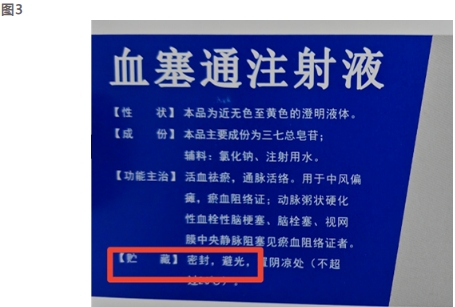 图3
血塞通注射液
【性 状】本品为近无色至黄色的澄明液体。
【成 份】本品主要成份为三七总皂苷；
辅料：氯化钠、注射用水。
【功能主治】活血祛瘀，通脉活络。用于中风偏
瘫，瘀血阻络证；动脉粥状硬化
性血栓性脑梗塞、脑栓塞、视网
膜中央静脉阻塞见瘀血阻络证者。
【贮 藏】密封，避光，置阴凉处（不超
过20℃）。